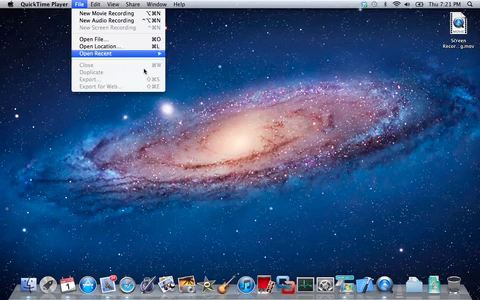 QuickTime Player File Edit View Share Window Help Thu 7:21 PM
New Movie Recording ⌥⌘N
New Audio Recording ^⌥⌘N
New Screen Recording ^⌘N
Open File... ⌘O
Open Location... ⌘L
Open Recent
Close ⌘W
Duplicate
Export... ⇧⌘S
Export for Web... ⇧⌘E
Screen
Recor...g.mov